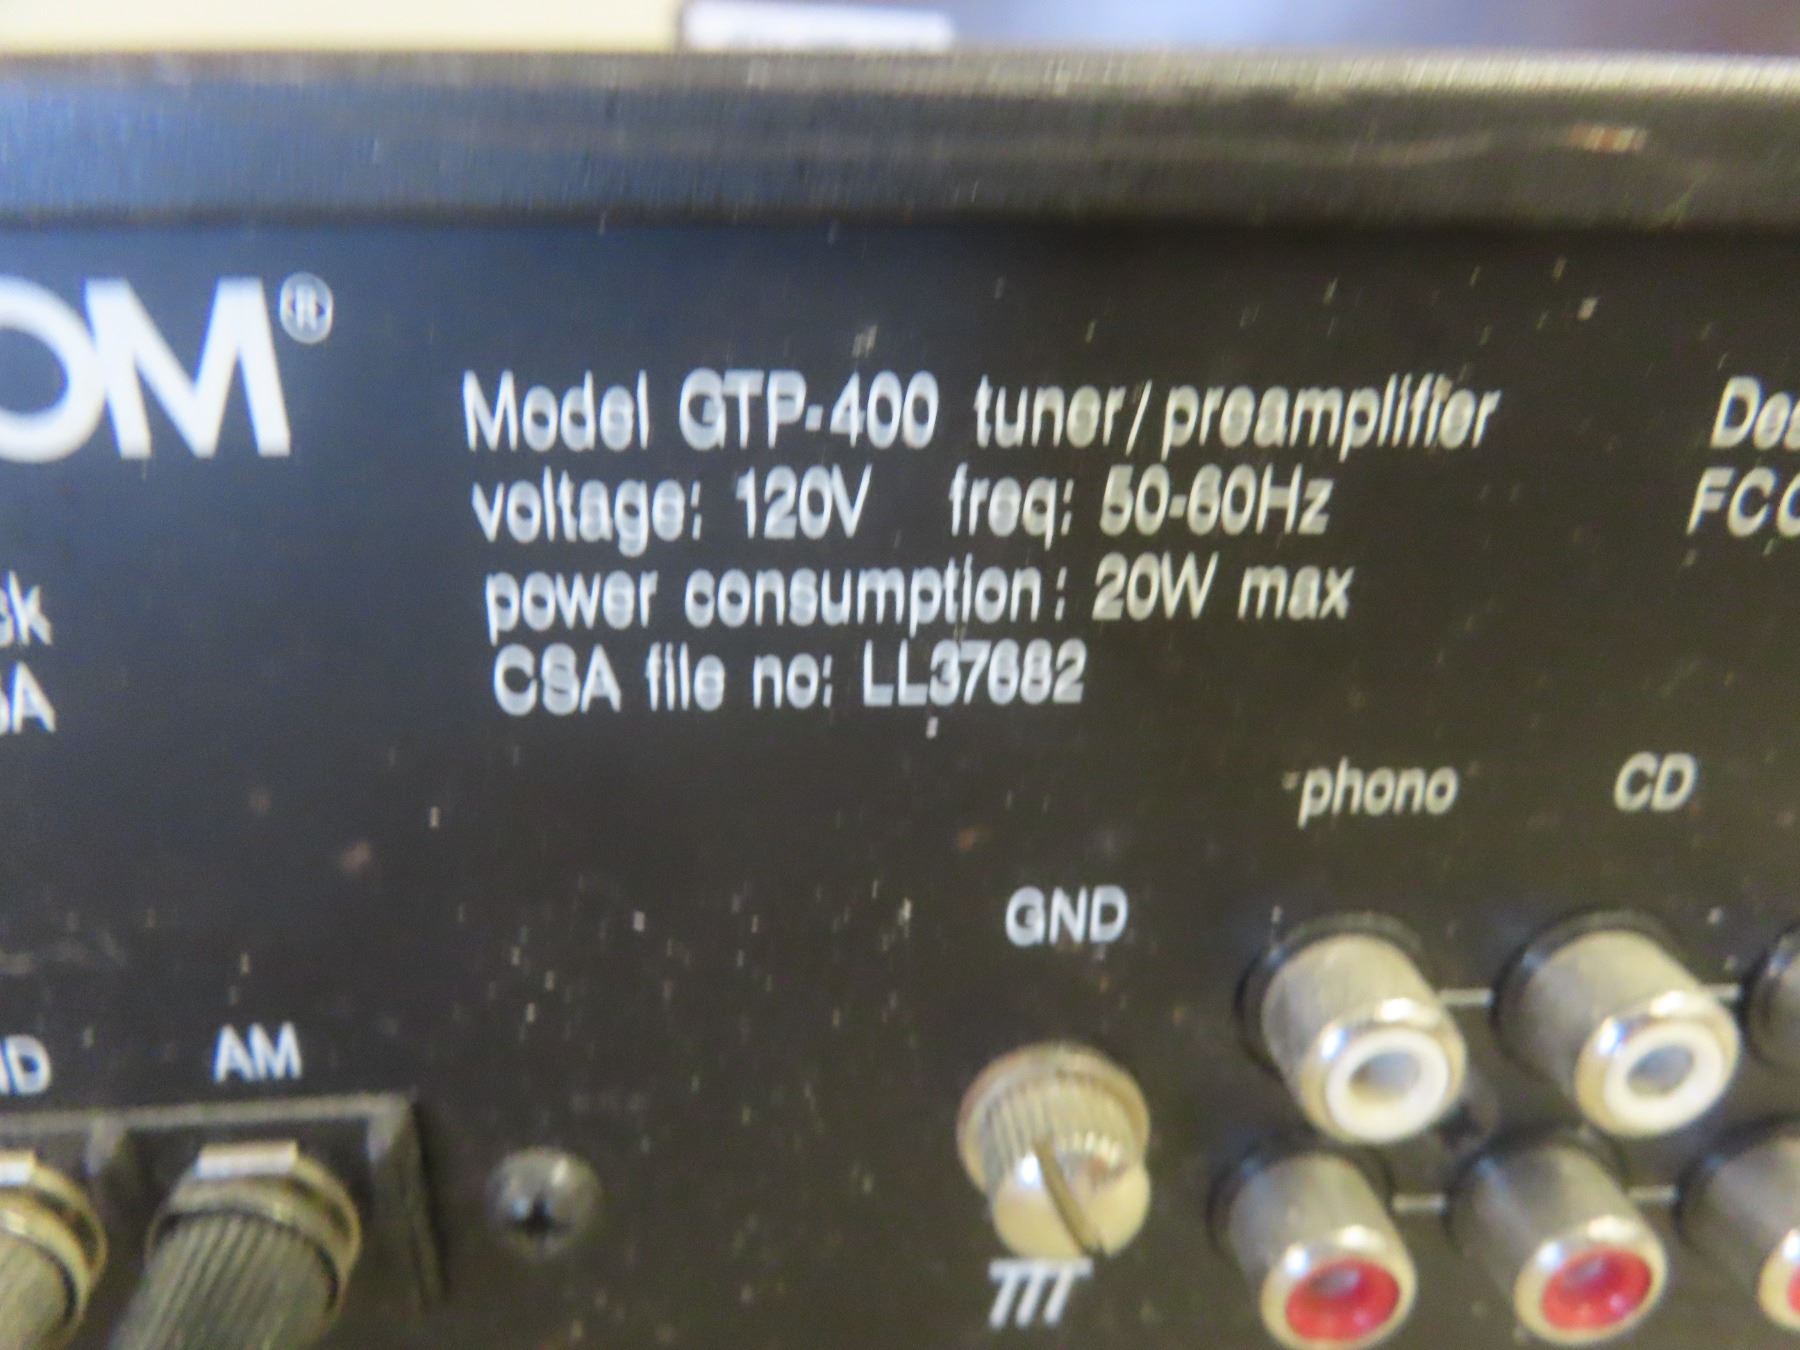 OM®
Model GTP-400 tuner/preamplifier
voltage: 120V freq: 50-60Hz
power consumption: 20W max
CSA file no: LL37682
phono
CD
GND
AM